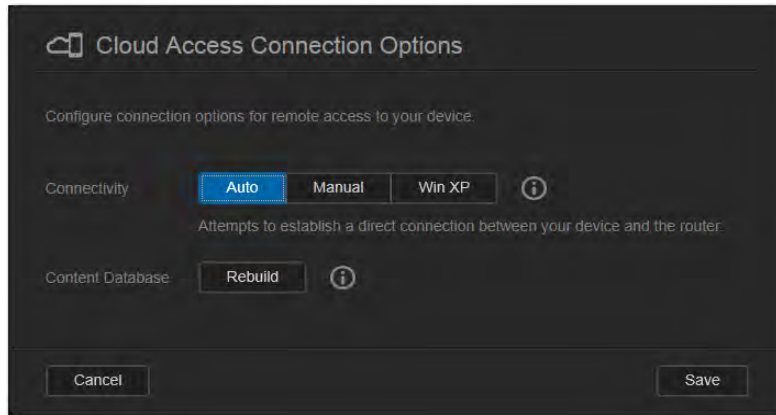 Cloud Access Connection Options
Configure connection options for remote access to your device.
Connectivity Auto Manual Win XP
Attempts to establish a direct connection between your device and the router.
Content Database Rebuild
Cancel Save